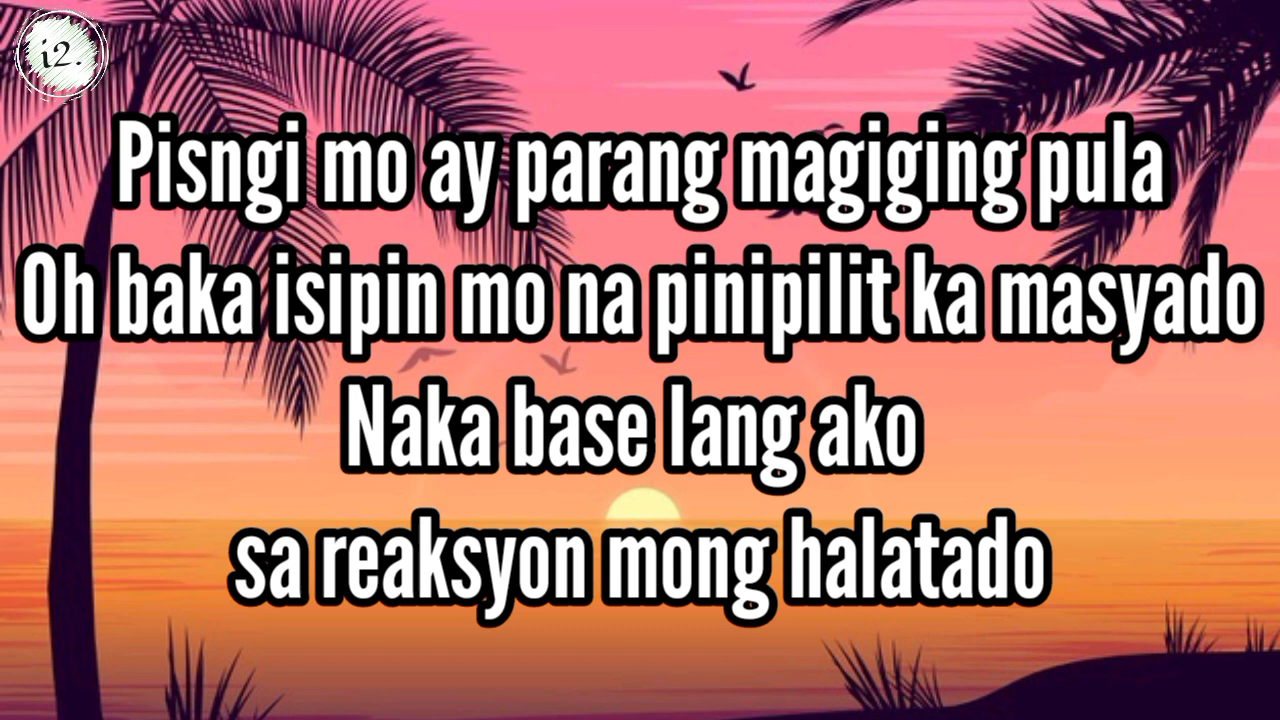 i2.
Pisngi mo ay parang magiging pula
Oh baka isipin mo na pinipilit ka masyado
Naka base lang ako
sa reaksyon mong halatado